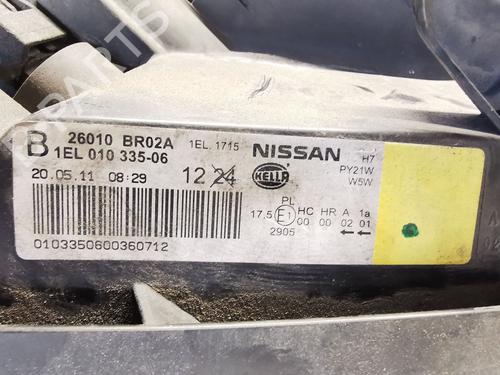 B 26010 BR02A 1EL. 1715 NISSAN H7
1EL 010 335-06 PY21W
W5W
20.05.11 08:29 12 24 HELLA
PL
17.5 E1 HC HR A 1a
00 00 02 01
2905
0103350600360712